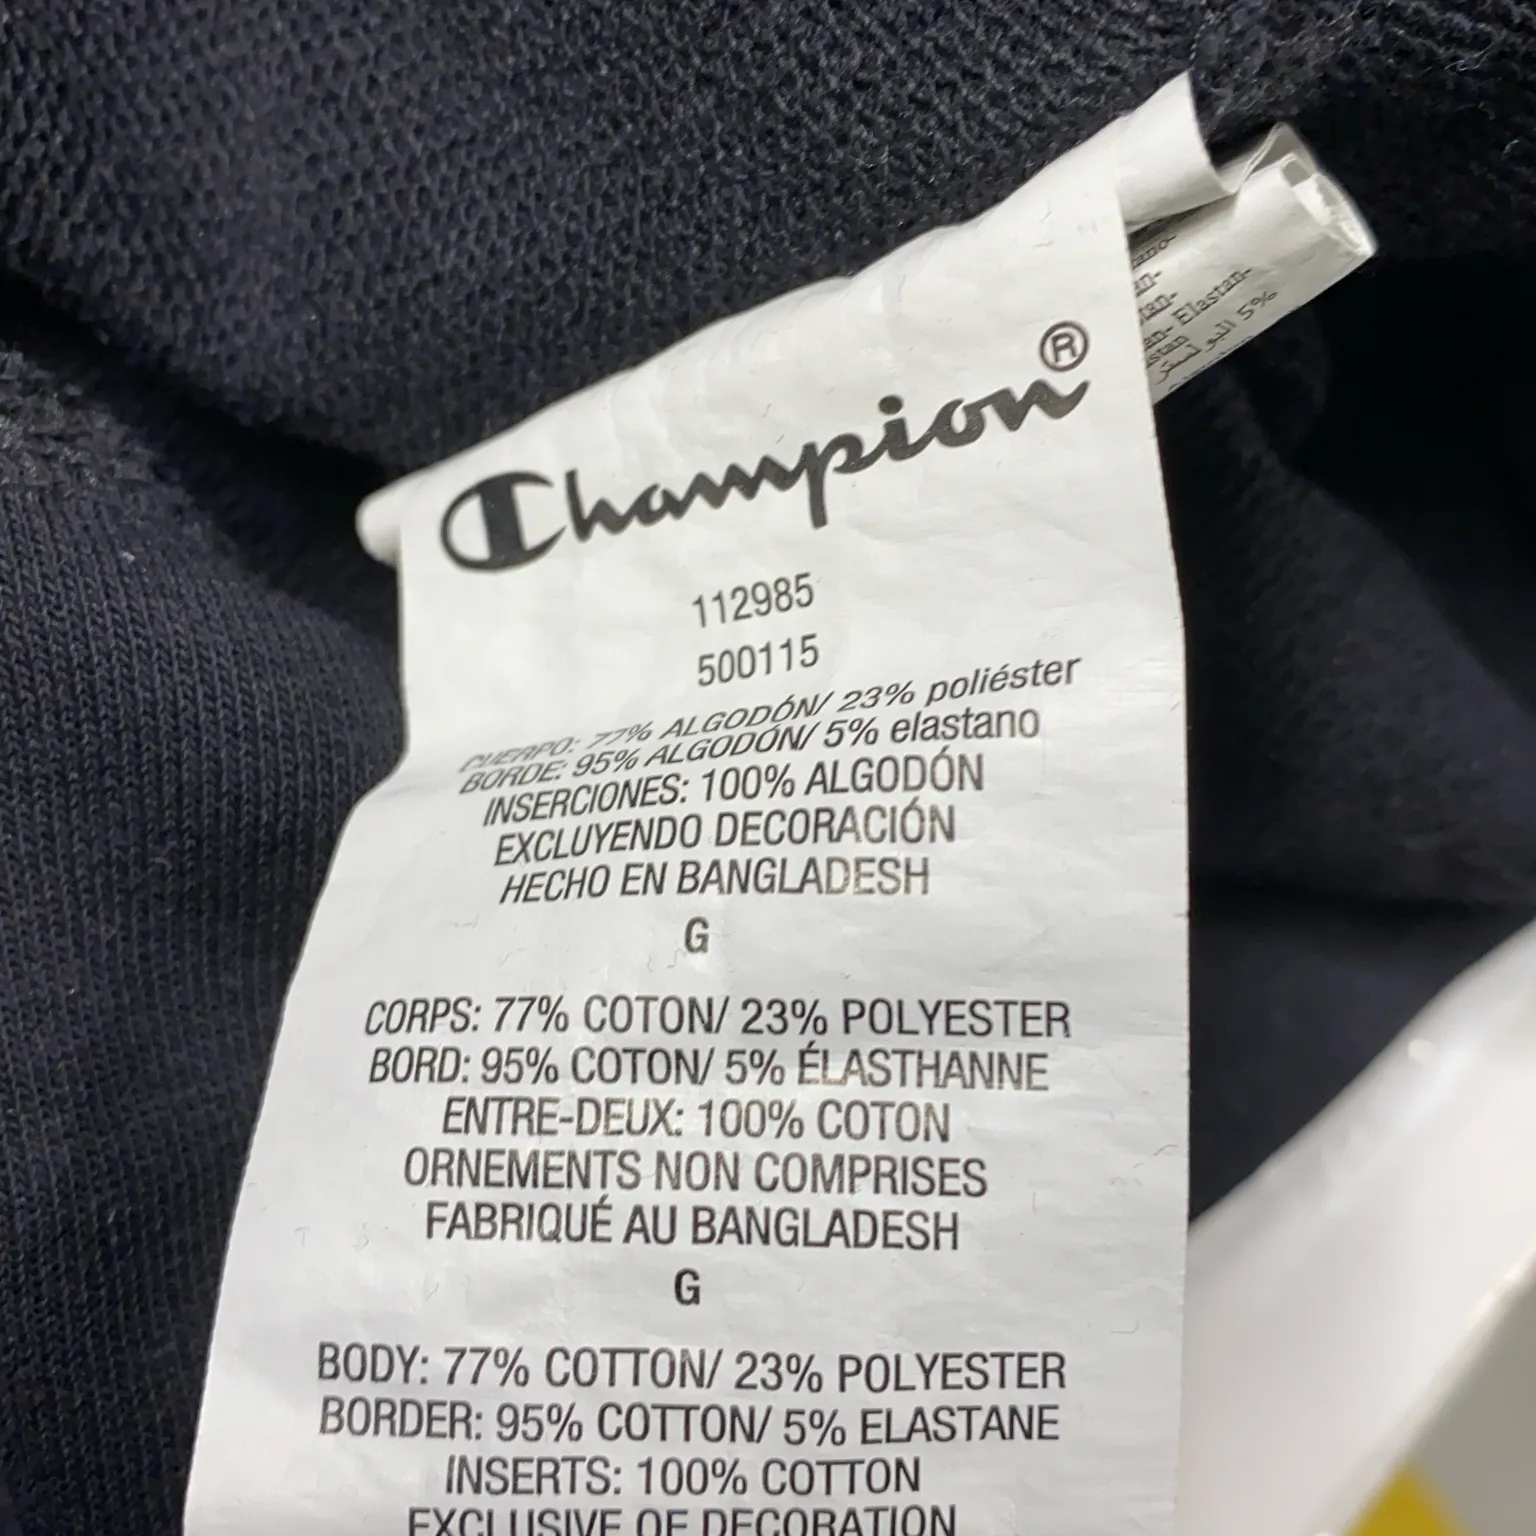 Champion®
112985
500115
CUERPO: 77% ALGODÓN/ 23% poliéster
BORDE: 95% ALGODÓN/ 5% elastano
INSERCIONES: 100% ALGODÓN
EXCLUYENDO DECORACIÓN
HECHO EN BANGLADESH
G
CORPS: 77% COTON/ 23% POLYESTER
BORD: 95% COTON/ 5% ÉLASTHANNE
ENTRE-DEUX: 100% COTON
ORNEMENTS NON COMPRISES
FABRIQUÉ AU BANGLADESH
G
BODY: 77% COTTON/ 23% POLYESTER
BORDER: 95% COTTON/ 5% ELASTANE
INSERTS: 100% COTTON
EXCLUSIVE OF DECORATION
Elastan-
5%